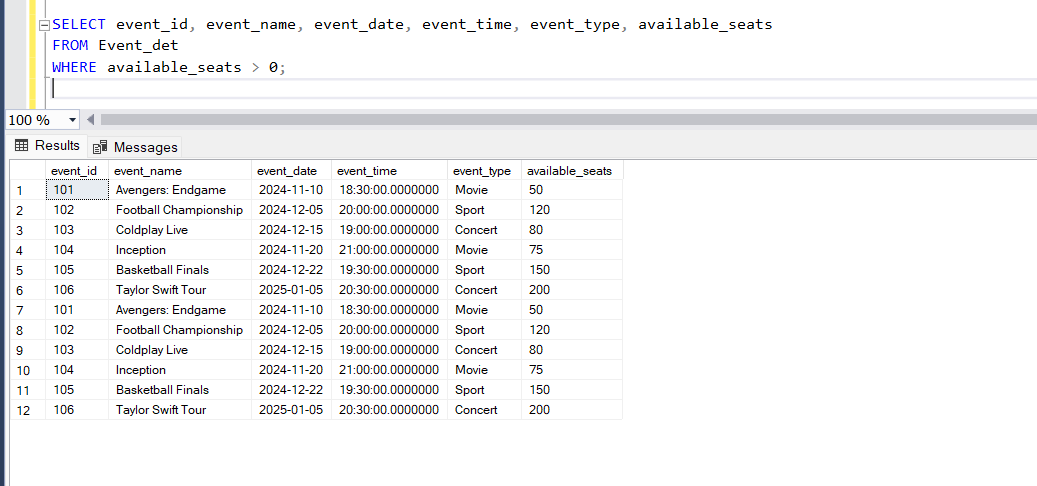 SELECT event_id, event_name, event_date, event_time, event_type, available_seats
FROM Event_det
WHERE available_seats > 0;
100 %
Results Messages
event_id event_name event_date event_time event_type available_seats
1 101 Avengers: Endgame 2024-11-10 18:30:00.0000000 Movie 50
2 102 Football Championship 2024-12-05 20:00:00.0000000 Sport 120
3 103 Coldplay Live 2024-12-15 19:00:00.0000000 Concert 80
4 104 Inception 2024-11-20 21:00:00.0000000 Movie 75
5 105 Basketball Finals 2024-12-22 19:30:00.0000000 Sport 150
6 106 Taylor Swift Tour 2025-01-05 20:30:00.0000000 Concert 200
7 101 Avengers: Endgame 2024-11-10 18:30:00.0000000 Movie 50
8 102 Football Championship 2024-12-05 20:00:00.0000000 Sport 120
9 103 Coldplay Live 2024-12-15 19:00:00.0000000 Concert 80
10 104 Inception 2024-11-20 21:00:00.0000000 Movie 75
11 105 Basketball Finals 2024-12-22 19:30:00.0000000 Sport 150
12 106 Taylor Swift Tour 2025-01-05 20:30:00.0000000 Concert 200